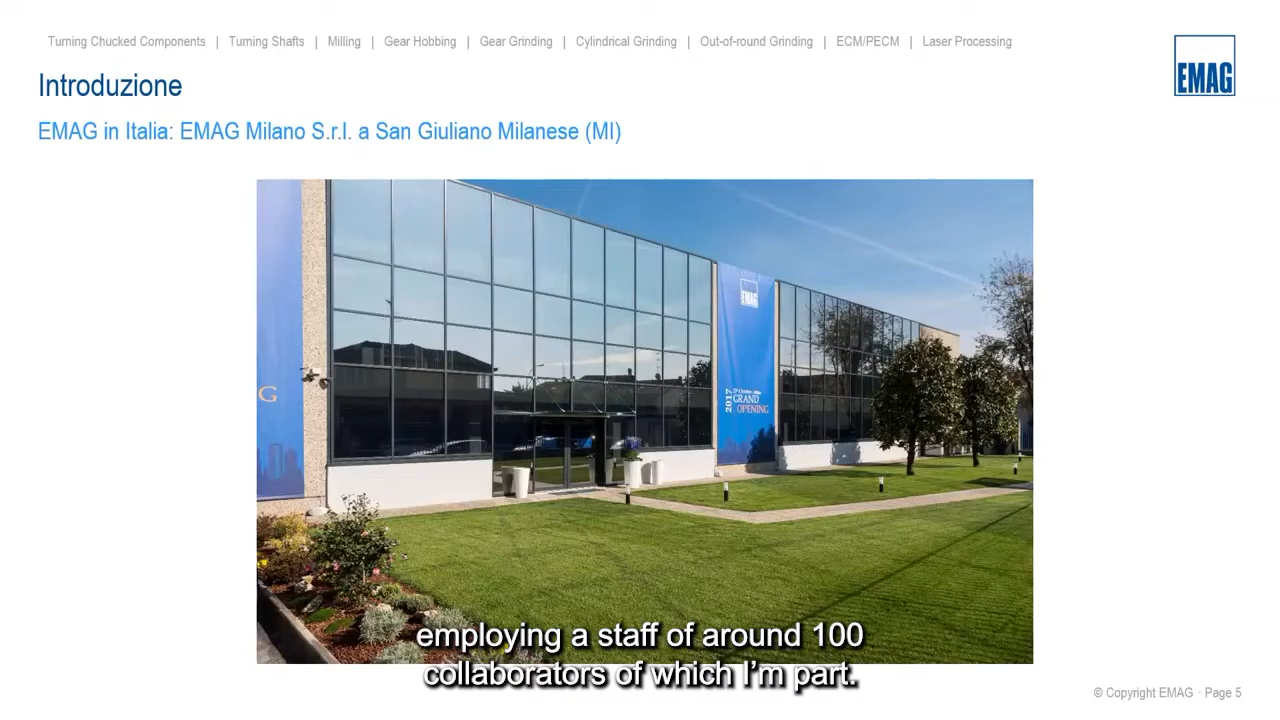 Turning Chucked Components | Turning Shafts | Milling | Gear Hobbing | Gear Grinding | Cylindrical Grinding | Out-of-round Grinding | ECM/PECM | Laser Processing
EMAG
Introduzione
EMAG in Italia: EMAG Milano S.r.l. a San Giuliano Milanese (MI)
EMAG
G
2017
GRAND
OPENING
employing a staff of around 100
collaborators of which I'm part.
© Copyright EMAG · Page 5